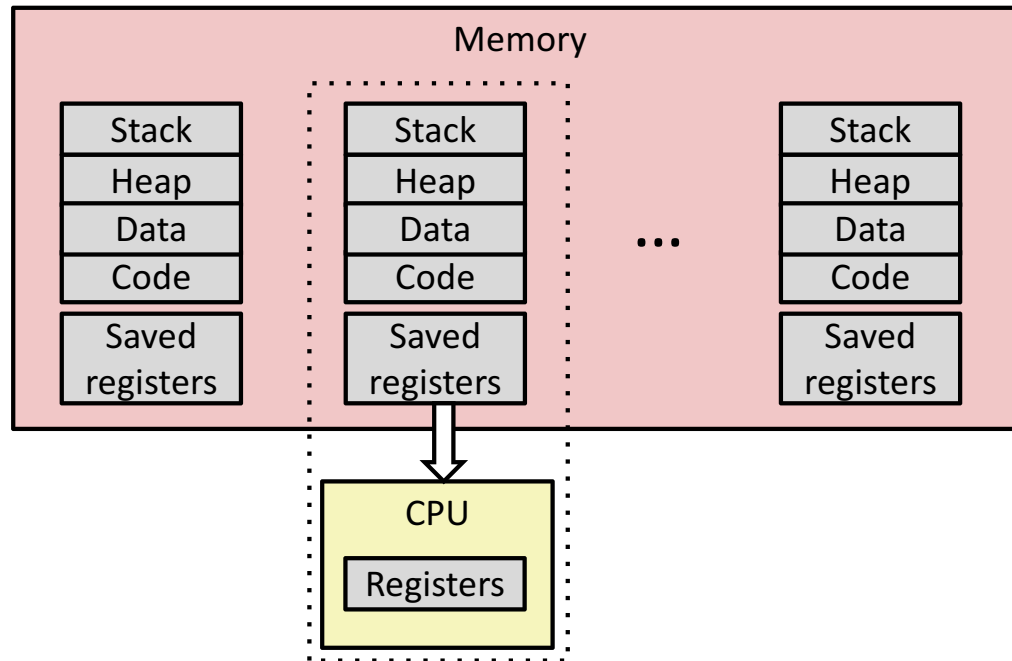 Memory
Stack
Heap
Data
Code
Saved
registers
Stack
Heap
Data
Code
Saved
registers
...
Stack
Heap
Data
Code
Saved
registers
CPU
Registers